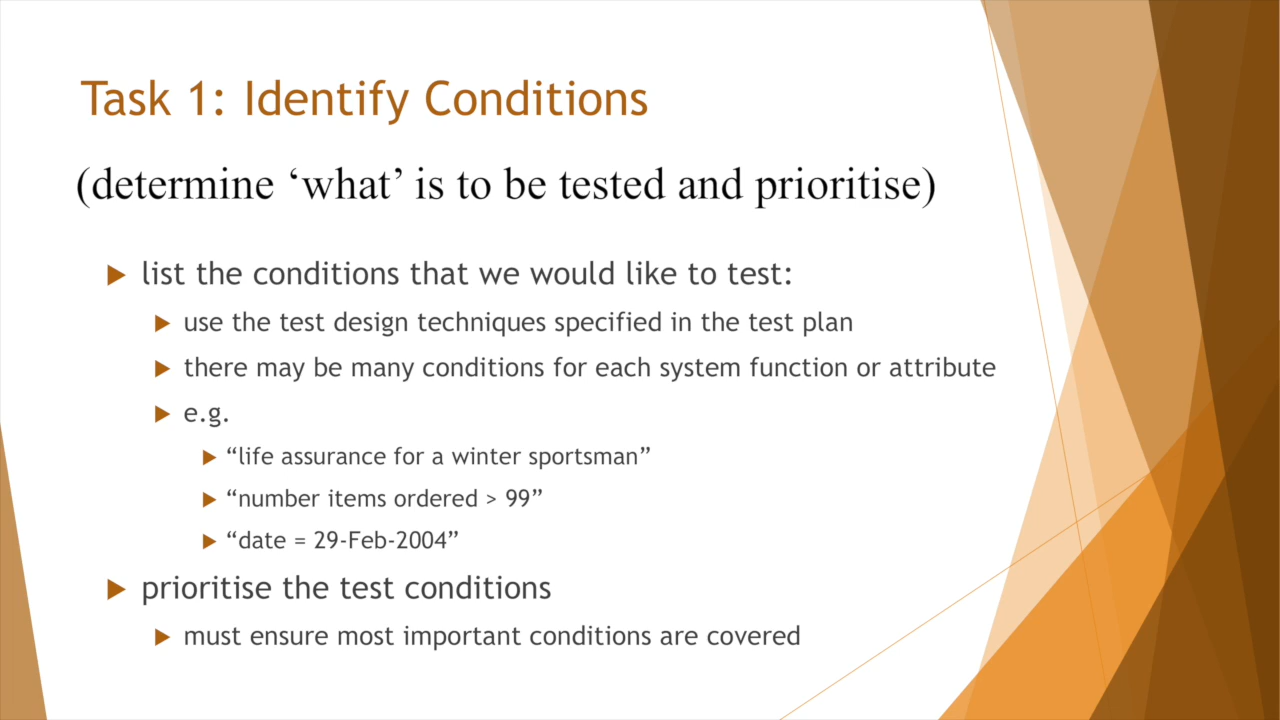 Task 1: Identify Conditions
(determine ‘what’ is to be tested and prioritise)
list the conditions that we would like to test:
use the test design techniques specified in the test plan
there may be many conditions for each system function or attribute
e.g.
“life assurance for a winter sportsman”
“number items ordered > 99”
“date = 29-Feb-2004”
prioritise the test conditions
must ensure most important conditions are covered